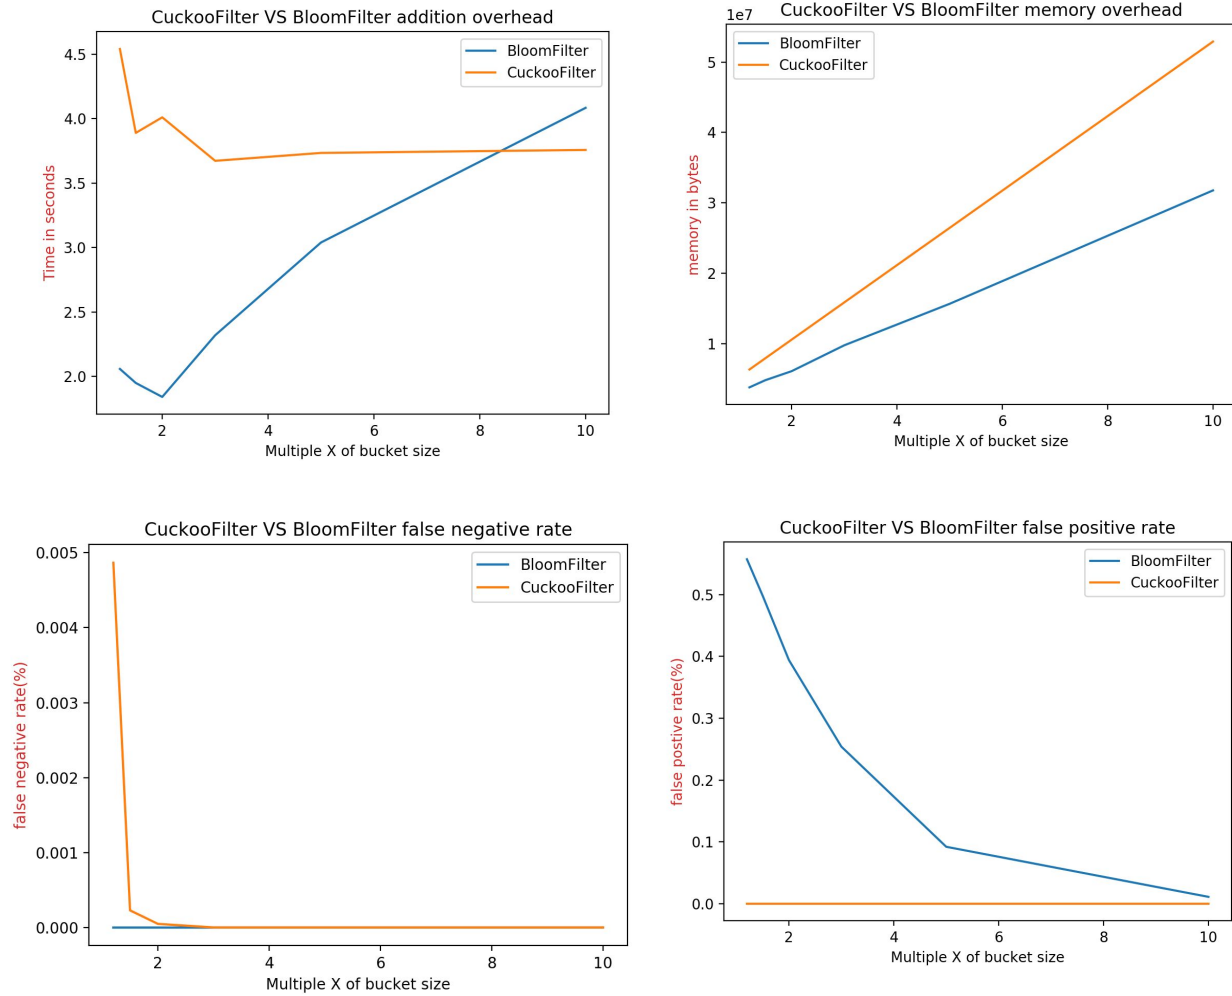 CuckooFilter VS BloomFilter addition overhead
BloomFilter
CuckooFilter
4.5
4.0
3.5
3.0
2.5
2.0
Time in seconds
2 4 6 8 10
Multiple X of bucket size
CuckooFilter VS BloomFilter memory overhead
1e7
BloomFilter
CuckooFilter
5
4
3
2
1
memory in bytes
2 4 6 8 10
Multiple X of bucket size
CuckooFilter VS BloomFilter false negative rate
BloomFilter
CuckooFilter
0.005
0.004
0.003
0.002
0.001
0.000
false negative rate(%)
2 4 6 8 10
Multiple X of bucket size
CuckooFilter VS BloomFilter false positive rate
BloomFilter
CuckooFilter
0.5
0.4
0.3
0.2
0.1
0.0
false postive rate(%)
2 4 6 8 10
Multiple X of bucket size